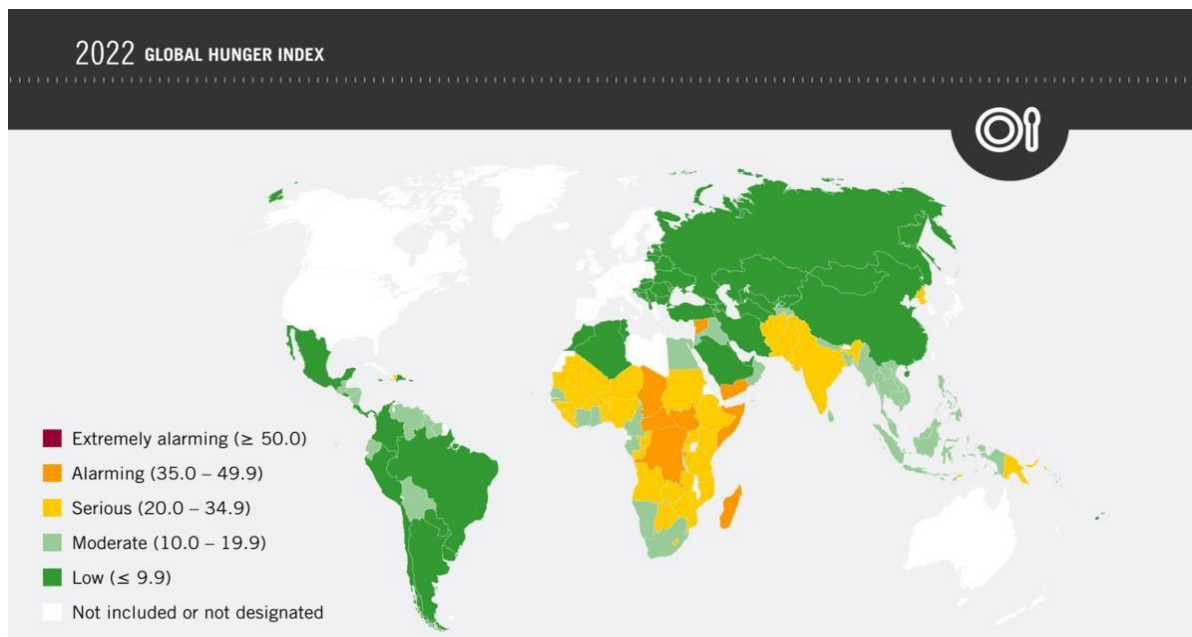 2022 GLOBAL HUNGER INDEX
Extremely alarming (≥ 50.0)
Alarming (35.0 – 49.9)
Serious (20.0 – 34.9)
Moderate (10.0 – 19.9)
Low (≤ 9.9)
Not included or not designated